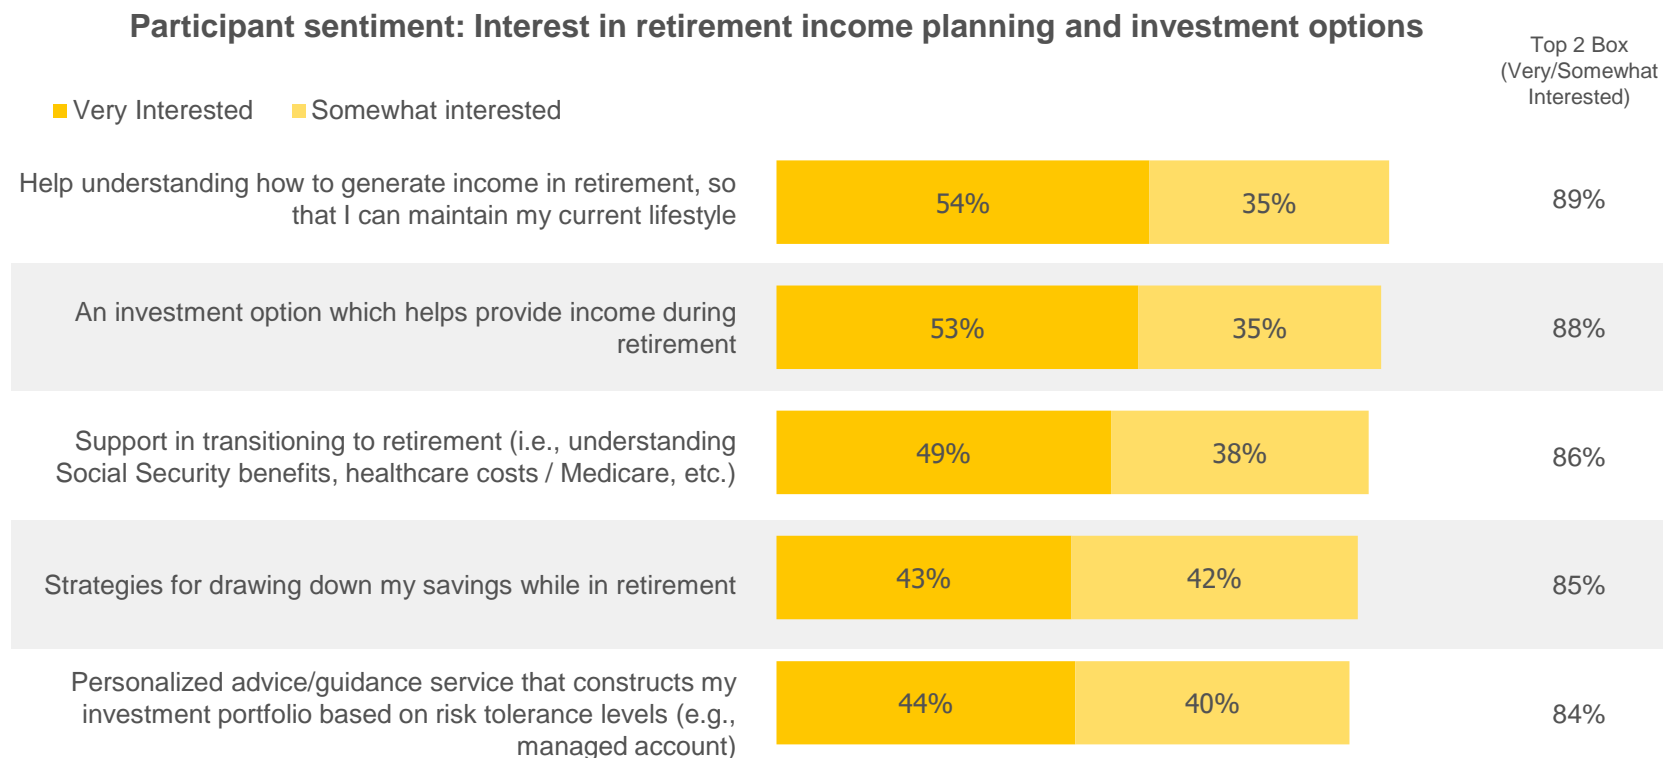 Participant sentiment: Interest in retirement income planning and investment options
Top 2 Box
(Very/Somewhat
Interested)
Very Interested
Somewhat interested
Help understanding how to generate income in retirement, so
that I can maintain my current lifestyle
54%
35%
89%
An investment option which helps provide income during
retirement
53%
35%
88%
Support in transitioning to retirement (i.e., understanding
Social Security benefits, healthcare costs / Medicare, etc.)
49%
38%
86%
Strategies for drawing down my savings while in retirement
43%
42%
85%
Personalized advice/guidance service that constructs my
investment portfolio based on risk tolerance levels (e.g.,
managed account)
44%
40%
84%